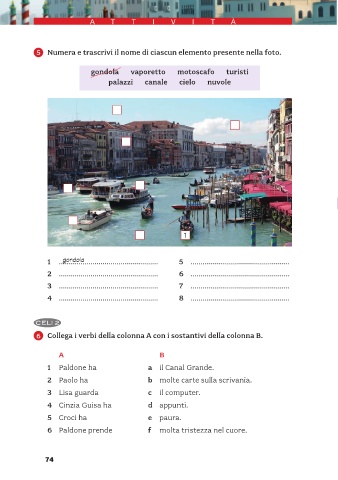 ATTIVITÀ
5 Numera e trascrivi il nome di ciascun elemento presente nella foto.
gondola vaporetto motoscafo turisti
palazzi canale cielo nuvole
1
1 gondola
2
3
4
5
6
7
8
CELI 2
6 Collega i verbi della colonna A con i sostantivi della colonna B.
A B
1 Paldone ha a il Canal Grande.
2 Paolo ha b molte carte sulla scrivania.
3 Lisa guarda c il computer.
4 Cinzia Guisa ha d appunti.
5 Croci ha e paura.
6 Paldone prende f molta tristezza nel cuore.
74